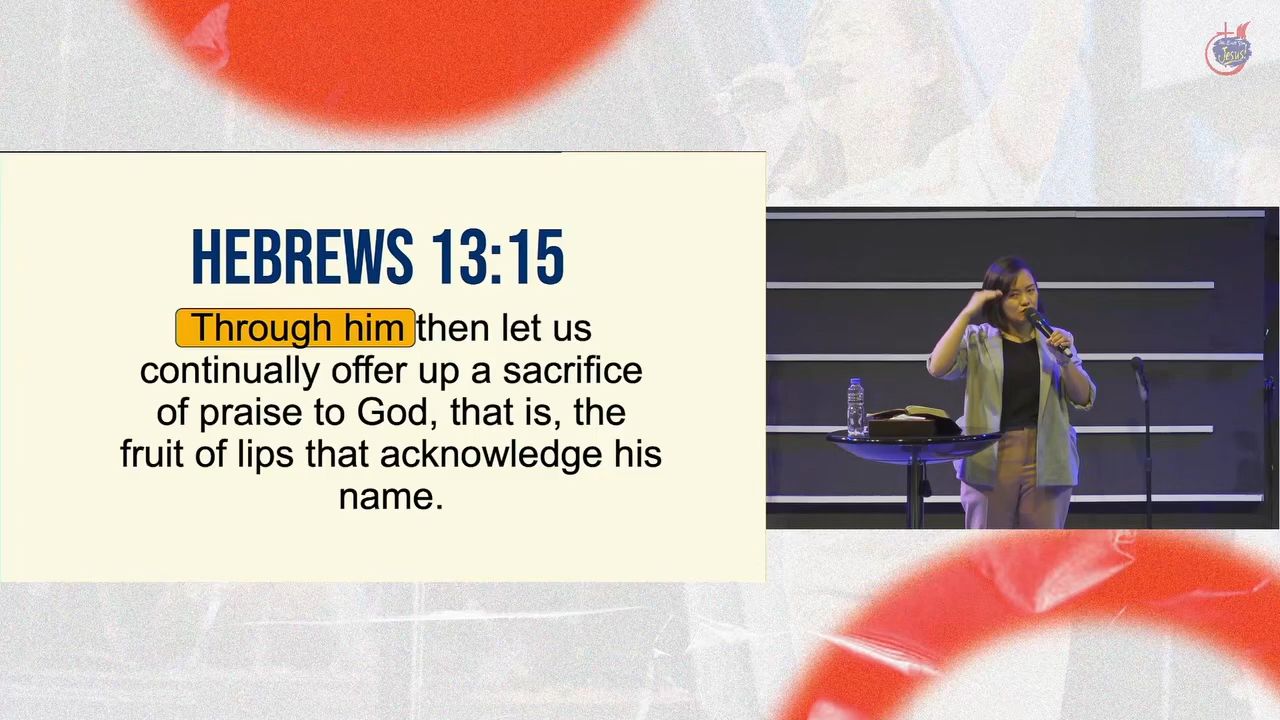 HEBREWS 13:15
Through him then let us
continually offer up a sacrifice
of praise to God, that is, the
fruit of lips that acknowledge his
name.
Jesus!